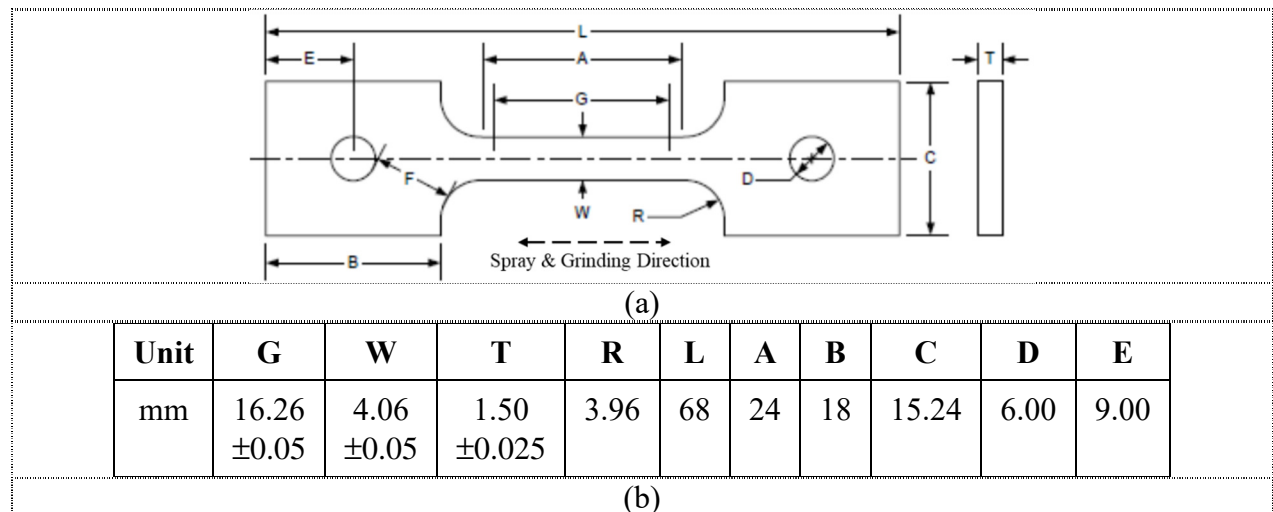 L
E
A
T
G
C
F
D
W
R
B
Spray & Grinding Direction
(a)
Unit G W T R L A B C D E
mm 16.26 4.06 1.50 3.96 68 24 18 15.24 6.00 9.00
±0.05 ±0.05 ±0.025
(b)